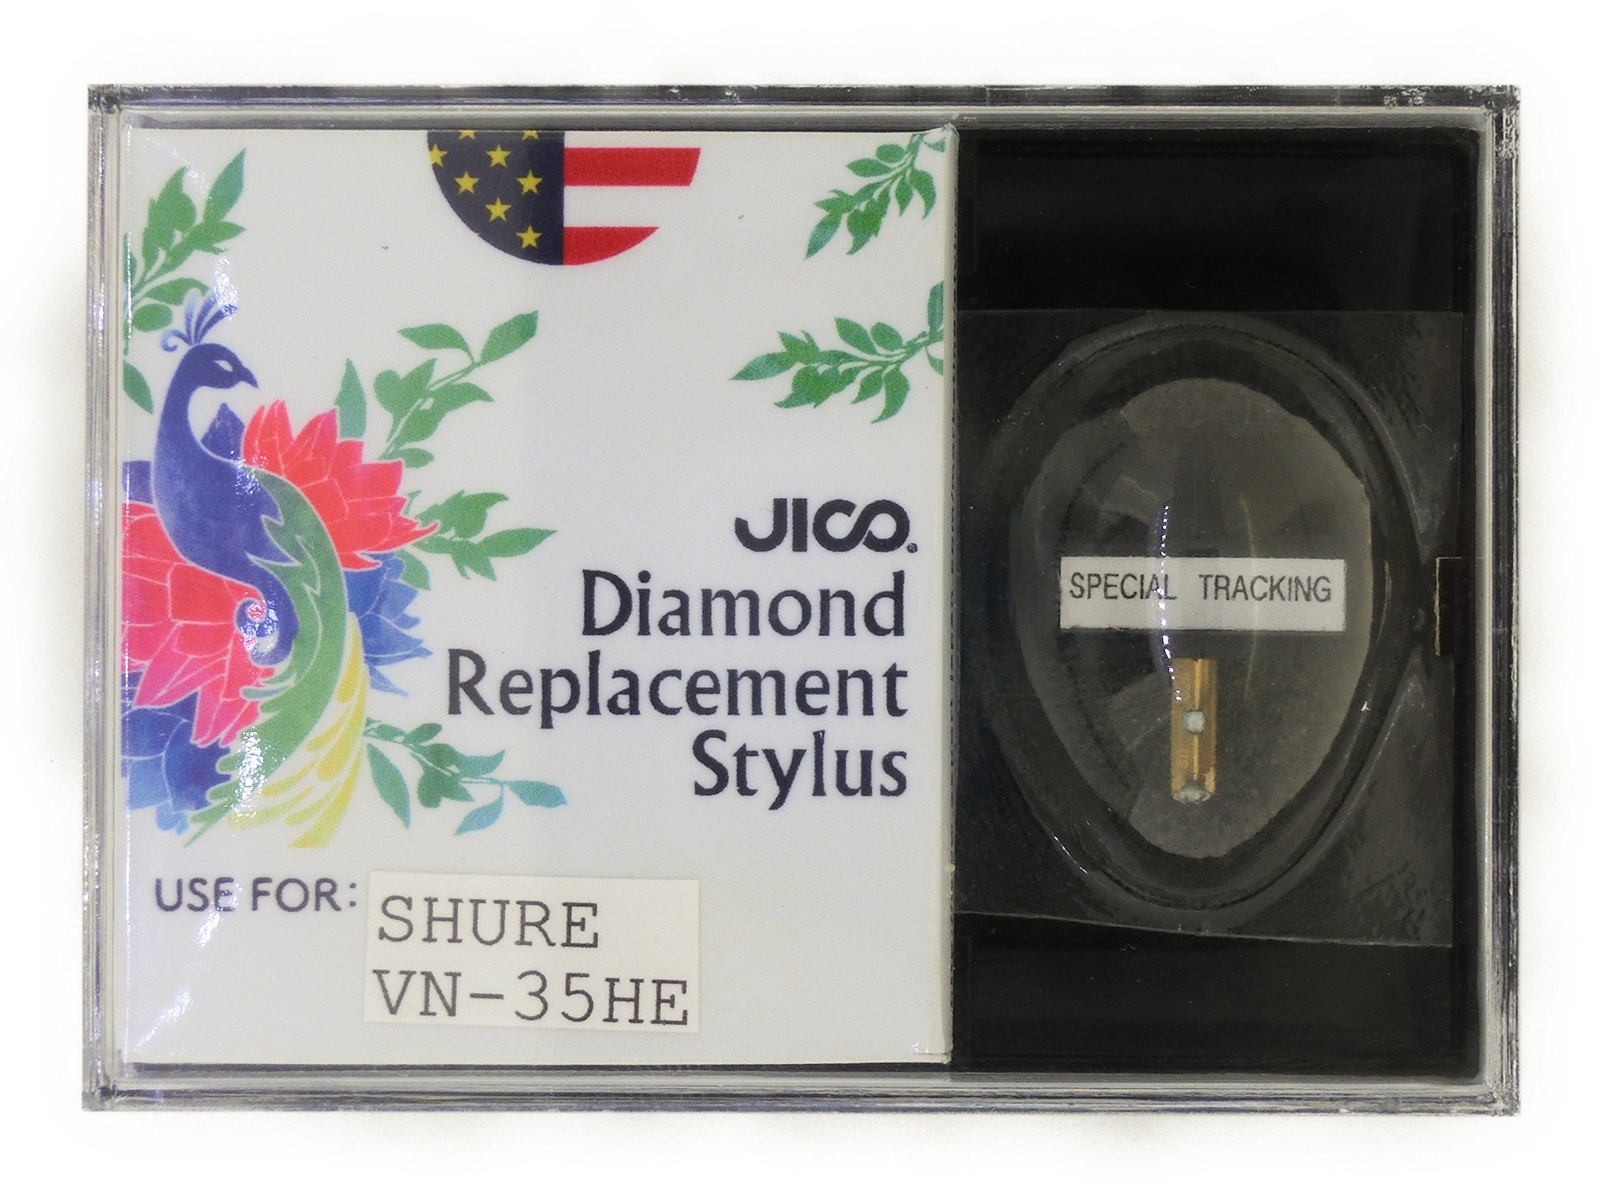 JICO®
Diamond
Replacement
Stylus
USE FOR:
SHURE
VN-35HE
SPECIAL TRACKING